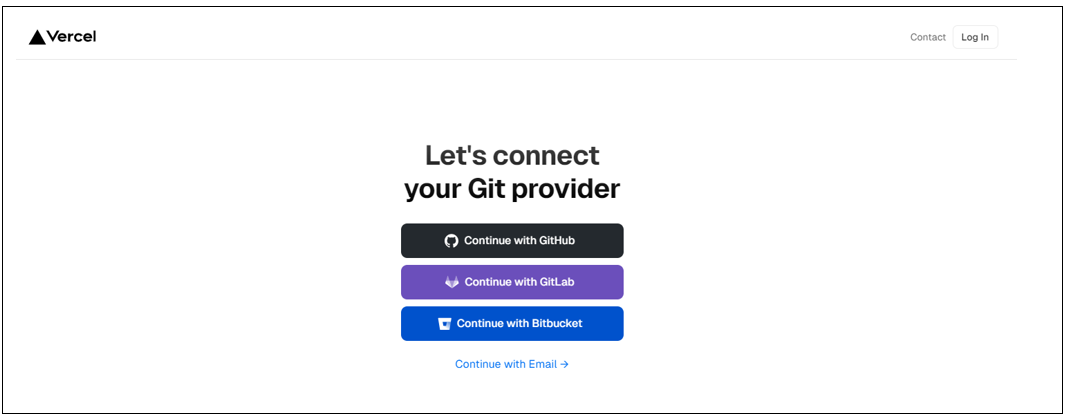 Vercel
Contact
Log In
Let's connect
your Git provider
Continue with GitHub
Continue with GitLab
Continue with Bitbucket
Continue with Email →